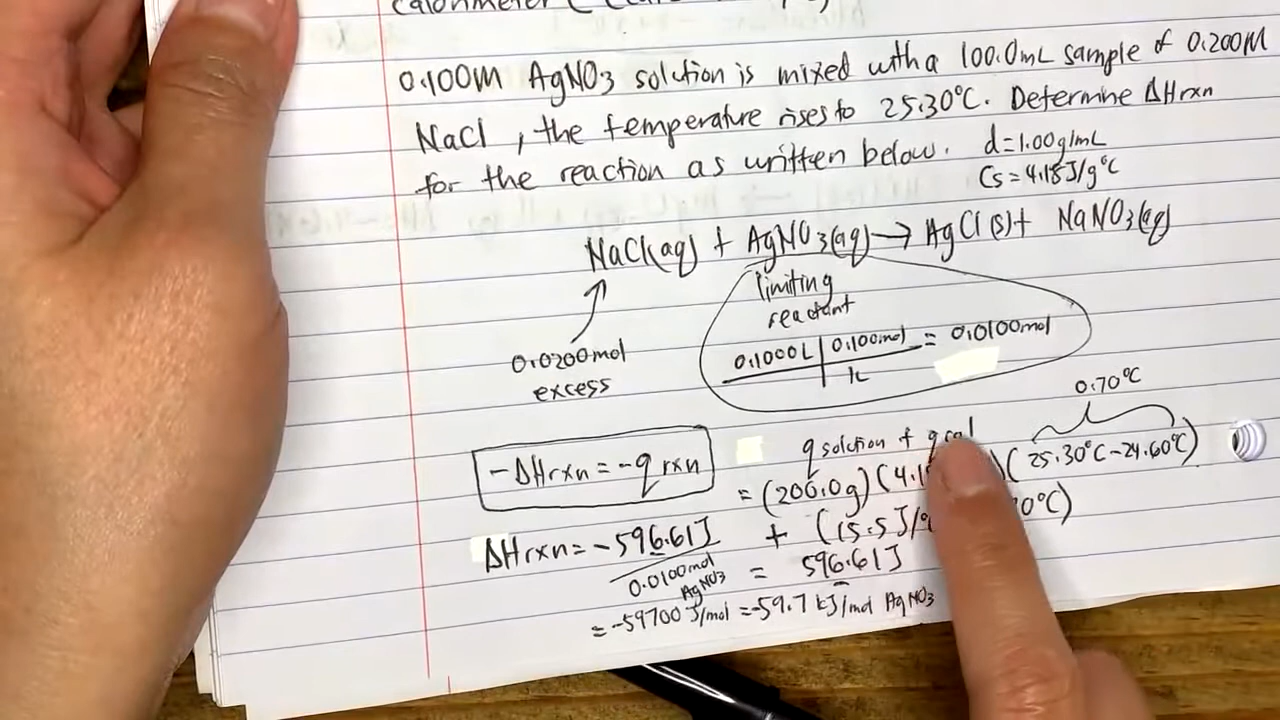 calorimeter (
0.100M AgNO3 solution is mixed with a 100.0mL sample of 0.200M
NaCl, the temperature rises to 25.30°C. Determine ΔHrxn
for the reaction as written below. d=1.00g/mL
Cs=4.18J/g°C
NaCl(aq) + AgNO3(aq) → AgCl(s) + NaNO3(aq)
limiting
reactant
0.1000L | 0.100mol = 0.0100mol
1L
0.0200mol
excess
0.70°C
q solution + q cal
-ΔHrxn = -q rxn
= (200.0g)(4.1 )(25.30°C-24.60°C)
+ (15.5J/ 0°C)
ΔHrxn = -596.61J
0.0100mol
AgNO3
= 596.61J
= -59700 J/mol = -59.7 kJ/mol AgNO3